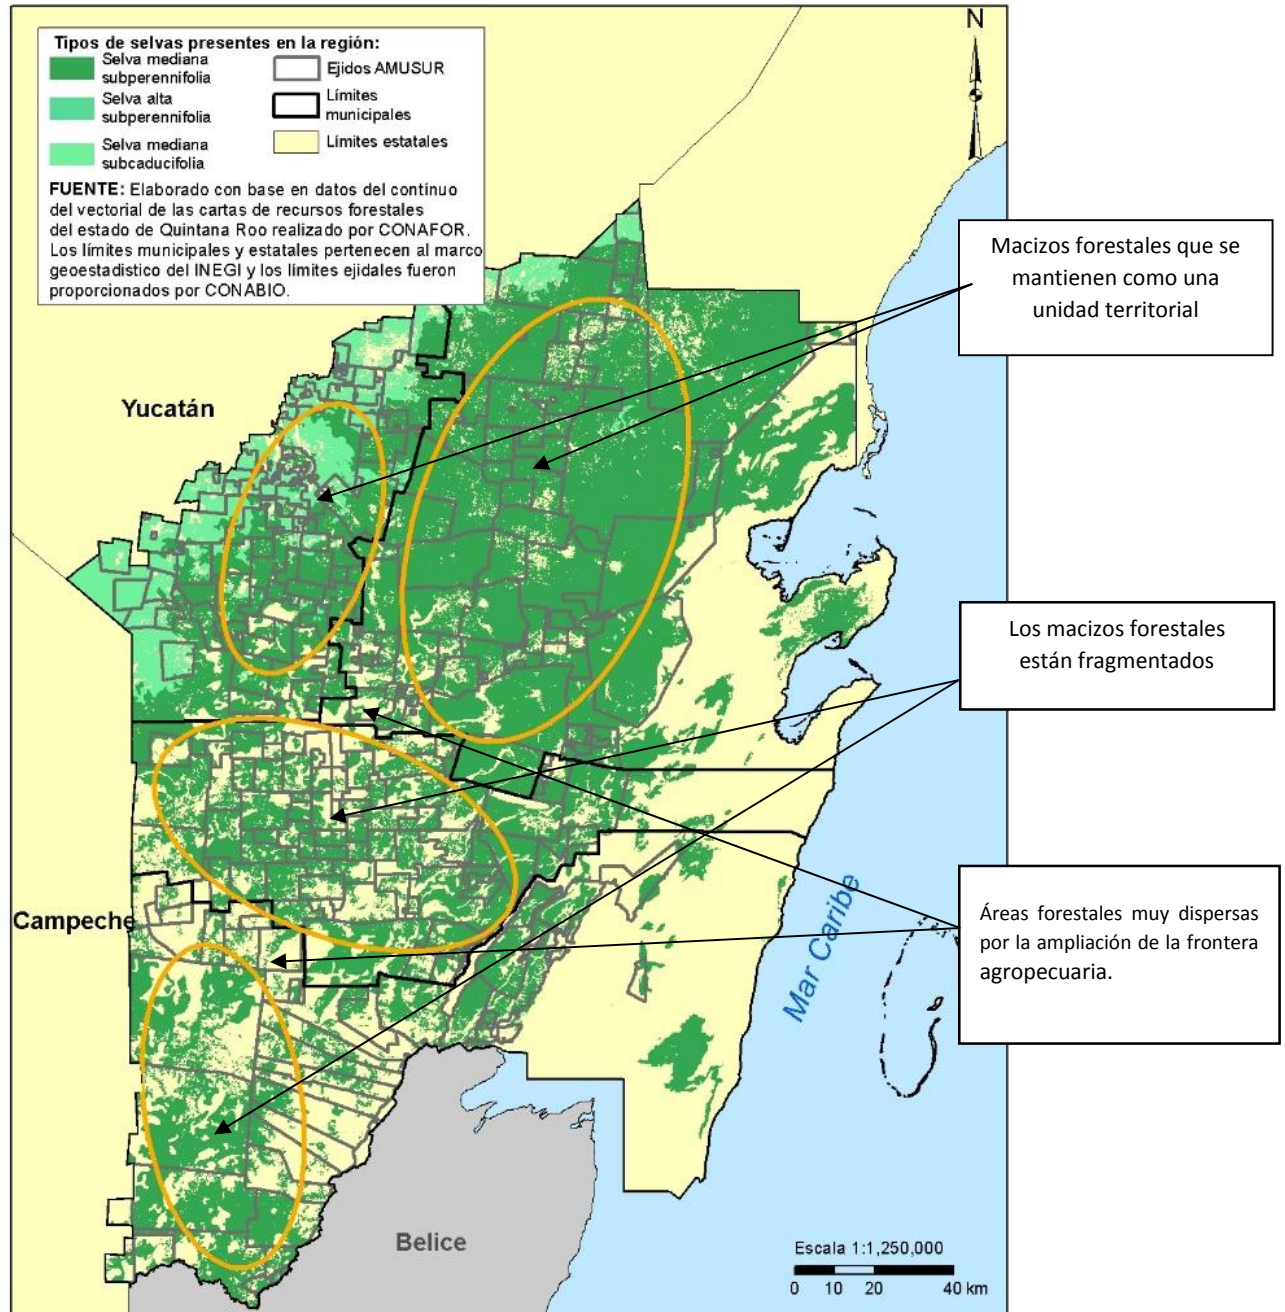 Tipos de selvas presentes en la región:
Selva mediana
subperennifolia
Selva alta
subperennifolia
Selva mediana
subcaducifolia
Ejidos AMUSUR
Límites
municipales
Límites estatales
FUENTE: Elaborado con base en datos del contínuo
del vectorial de las cartas de recursos forestales
del estado de Quintana Roo realizado por CONAFOR.
Los límites municipales y estatales pertenecen al marco
geoestadistico del INEGI y los límites ejidales fueron
proporcionados por CONABIO.
N
Macizos forestales que se
mantienen como una
unidad territorial
Yucatán
Los macizos forestales
están fragmentados
Campeche
Mar Caribe
Áreas forestales muy dispersas
por la ampliación de la frontera
agropecuaria.
Belice
Escala 1:1,250,000
0 10 20 40 km